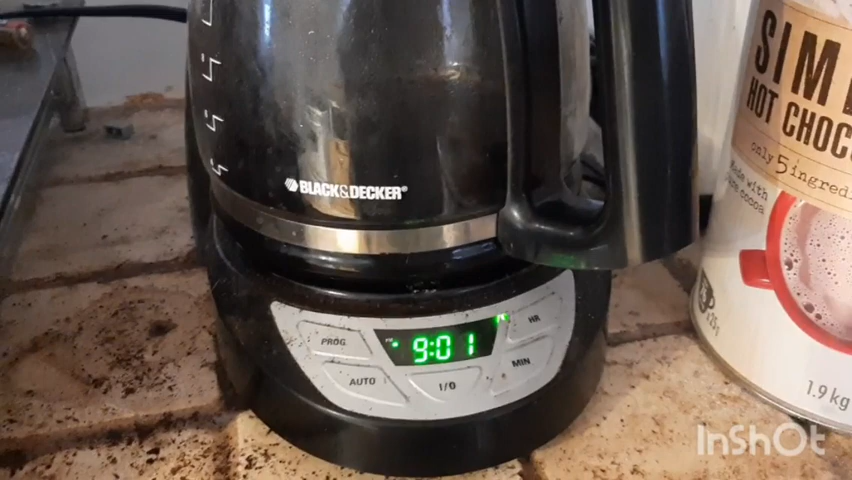 BLACK&DECKER®
PROG
AUTO
PM
9:01
I/O
HR
MIN
HOT CHOC
only 5 ingredi
Made with
cocoa
1.9 kg
InShOt